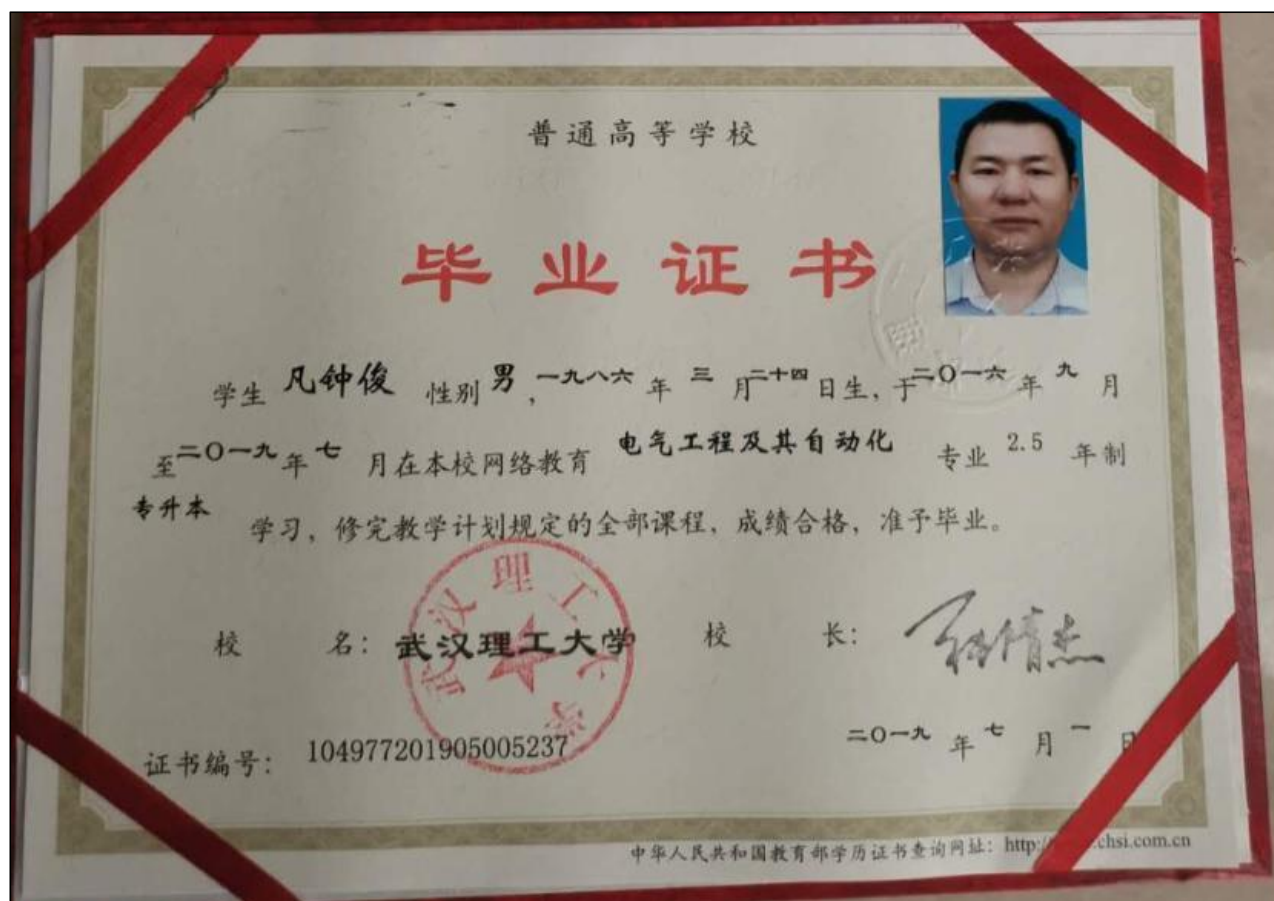 普通高等学校
毕业证书
学生 凡钟俊 性别 男，一九八六 年 三 月二十四 日生，于二〇一六 年 九 月
至二〇一九 年 七 月在本校网络教育 电气工程及其自动化 专业 2.5 年制
专升本 学习，修完教学计划规定的全部课程，成绩合格，准予毕业。
校 名：武汉理工大学 校 长：
武汉理工大学
证书编号：104977201905005237 二〇一九 年 七 月 一 日
中华人民共和国教育部学历证书查询网址：http:/ chsi.com.cn